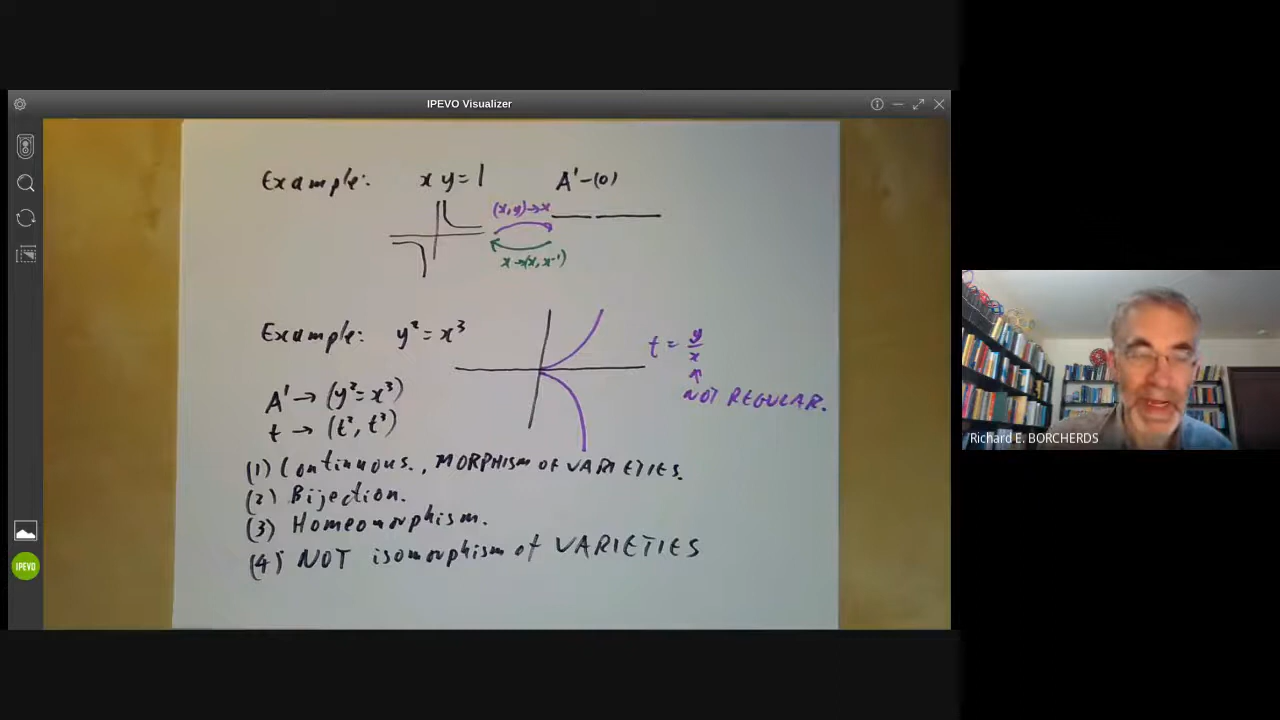 IPEVO Visualizer
Example: x y = 1 A¹-(0)
(x,y)→x
x→(x, x⁻¹)
Example: y² = x³ t = y/x
NOT REGULAR.
A¹ → (y²=x³)
t → (t², t³)
(1) Continuous., MORPHISM OF VARIETIES.
(2) Bijection.
(3) Homeomorphism.
(4) NOT isomorphism of VARIETIES
IPEVO
Richard E. BORCHERDS